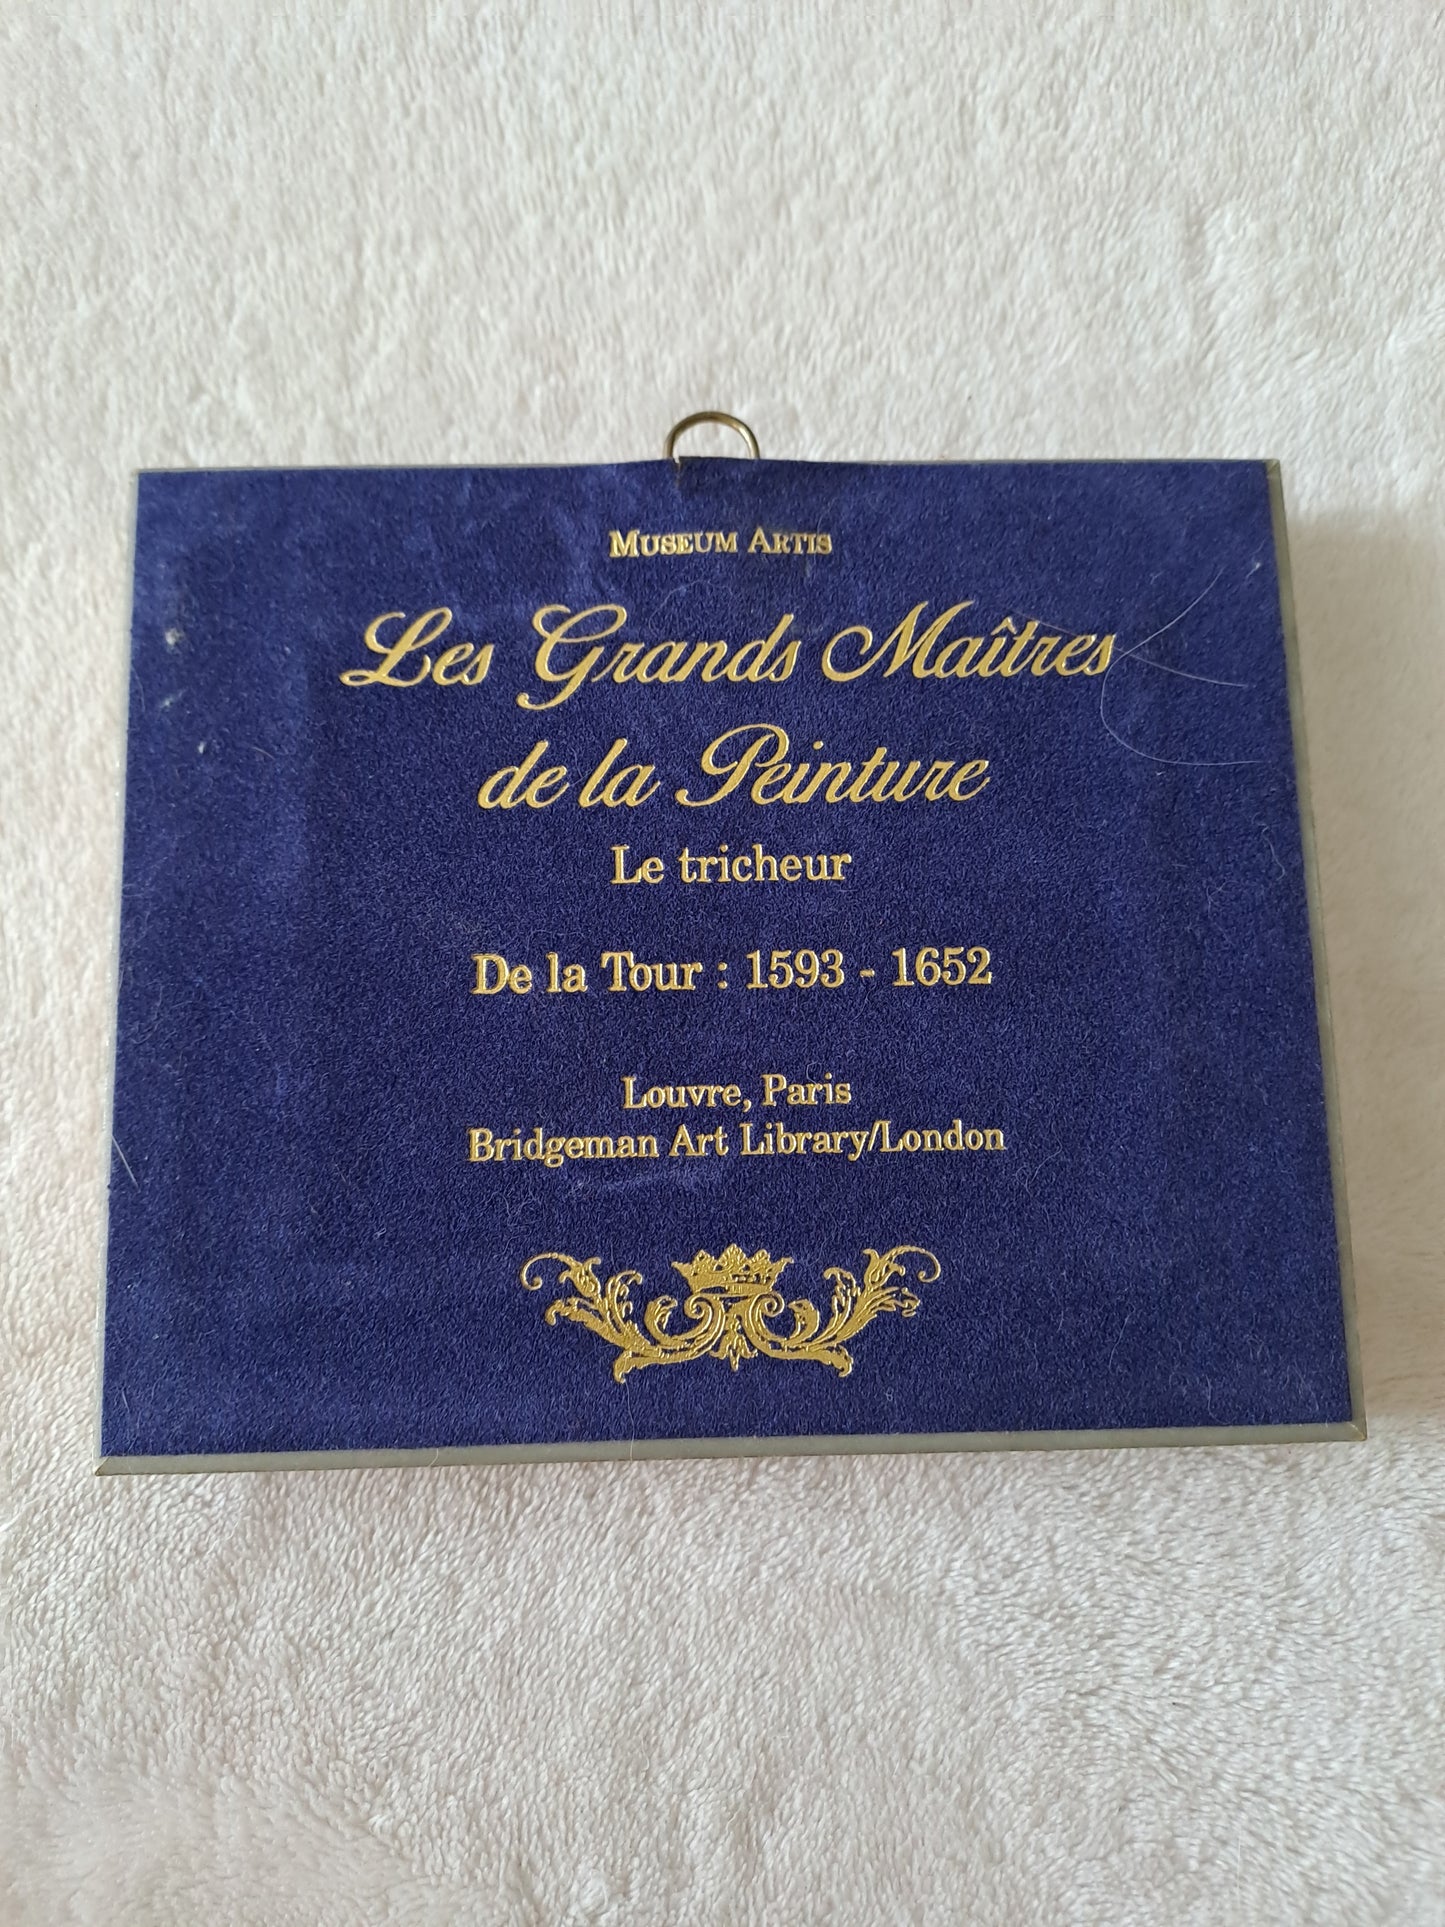 MUSEUM ARTIS
Les Grands Maîtres
de la Peinture
Le tricheur
De la Tour : 1593 - 1652
Louvre, Paris
Bridgeman Art Library/London